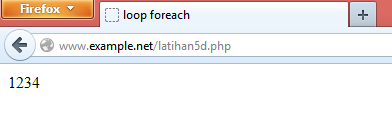 Firefox
loop foreach
www.example.net/latihan5d.php
1234